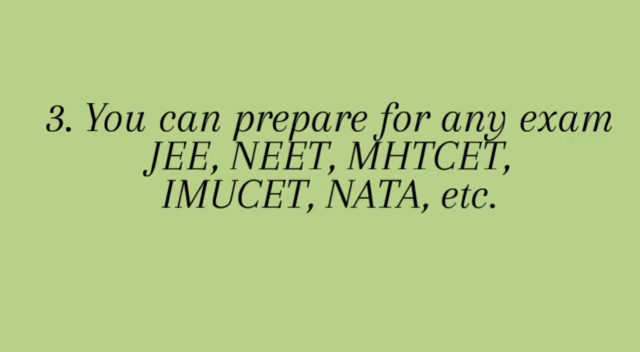 3. You can prepare for any exam
JEE, NEET, MHTCET,
IMUCET, NATA, etc.